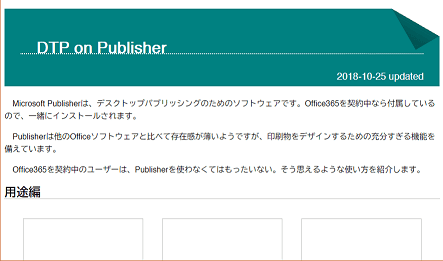 DTP on Publisher
2018-10-25 updated
Microsoft Publisherは、デスクトップパブリッシングのためのソフトウェアです。Office365を契約中なら付属している
ので、一緒にインストールされます。
Publisherは他のOfficeソフトウェアと比べて存在感が薄いようですが、印刷物をデザインするための充分すぎる機能を
備えています。
Office365を契約中のユーザーは、Publisherを使わなくてはもったいない。そう思えるような使い方を紹介します。
用途編